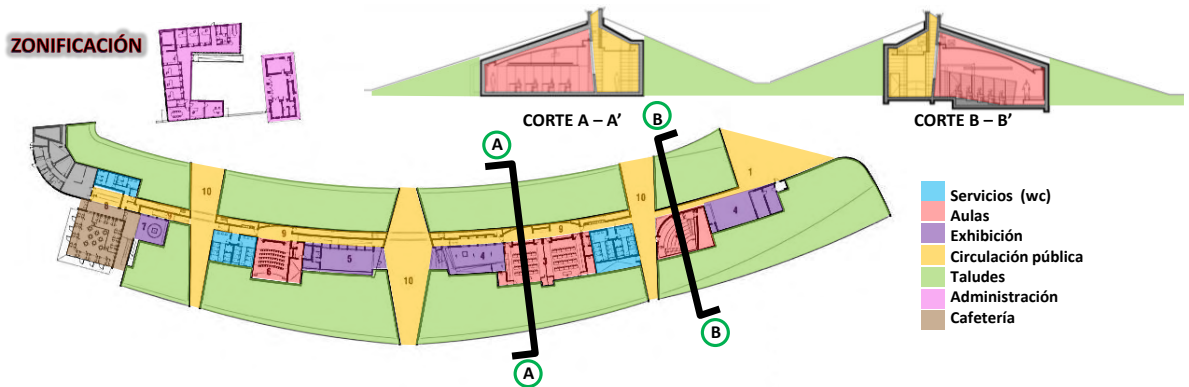 ZONIFICACIÓN
CORTE A – A’
CORTE B – B’
A
B
10
10
1
8
7
9
9
4
6
5
4
3
10
A
B
Servicios (wc)
Aulas
Exhibición
Circulación pública
Taludes
Administración
Cafetería